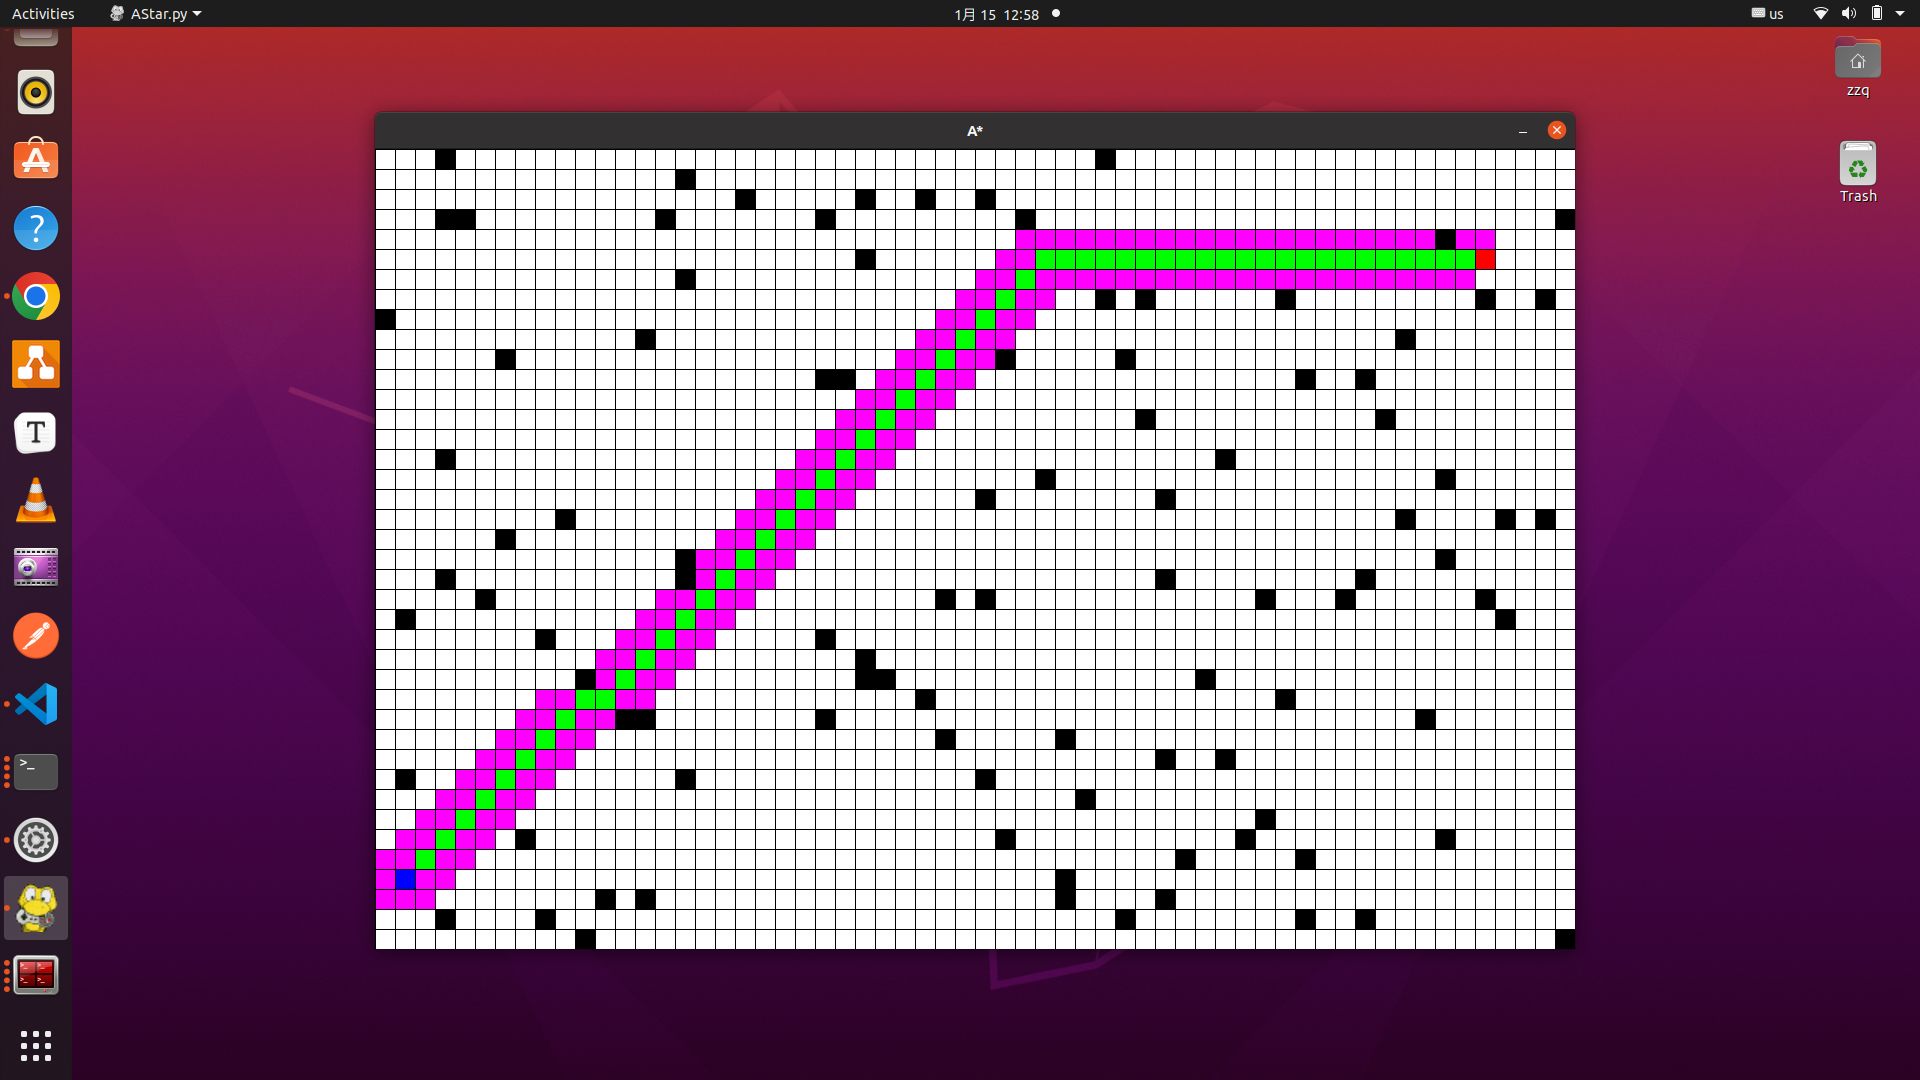 Activities
AStar.py
1月 15 12:58
us
A*
zzq
Trash
A
?
T
>_